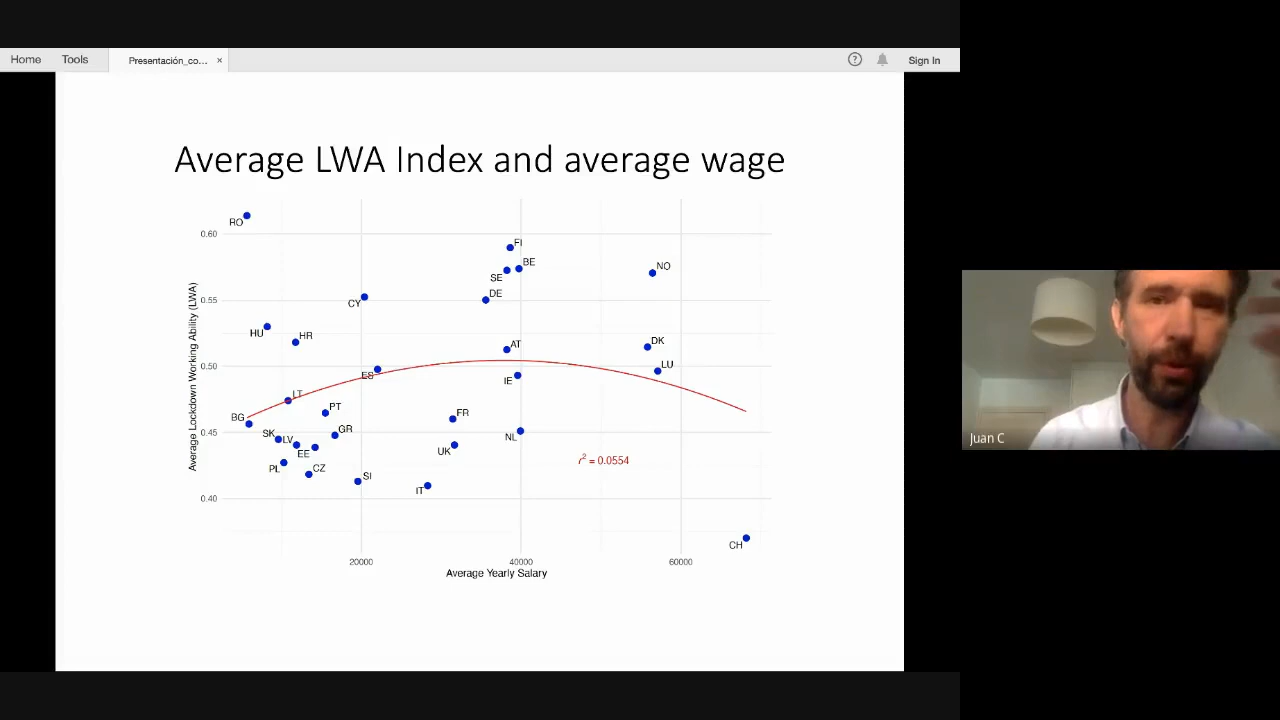 Home Tools Presentación_co... × ? Sign In
Average LWA Index and average wage
RO
0.60
FI
BE
NO
SE
DE
0.55
CY
HU
HR
DK
AT
0.50
LU
ES
IE
LT
PT
FR
BG
GR
0.45
SK
LV
NL
EE
UK
PL
CZ
SI
IT
0.40
r² = 0.0554
CH
Average Lockdown Working Ability (LWA)
20000 40000 60000
Average Yearly Salary
Juan C